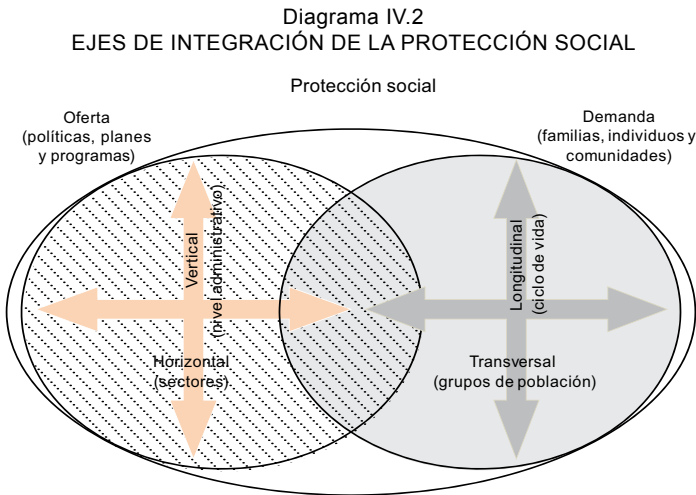 Diagrama IV.2
EJES DE INTEGRACIÓN DE LA PROTECCIÓN SOCIAL
Protección social
Oferta
(políticas, planes
y programas)
Demanda
(familias, individuos y
comunidades)
Vertical
(nivel administrativo)
Horizontal
(sectores)
Longitudinal
(ciclo de vida)
Transversal
(grupos de población)